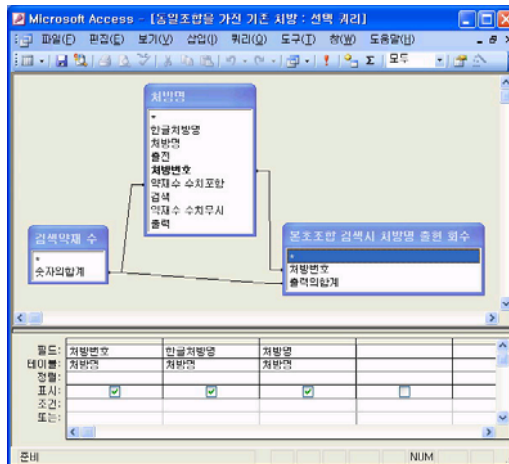 Microsoft Access - [동일조합을 가진 기존 처방 : 선택 쿼리]
파일(F) 편집(E) 보기(V) 삽입(I) 쿼리(Q) 도구(T) 창(W) 도움말(H)
Σ 모두
처방명
*
한글처방명
처방명
출전
처방번호
약재수 수치포함
검색
약재수 수치무시
출력
검색약재 수
*
숫자의합계
본초조합 검색시 처방명 출현 회수
*
처방번호
출력의합계
필드: 처방번호 한글처방명 처방명
테이블: 처방명 처방명 처방명
정렬:
표시:
조건:
또는:
준비 NUM